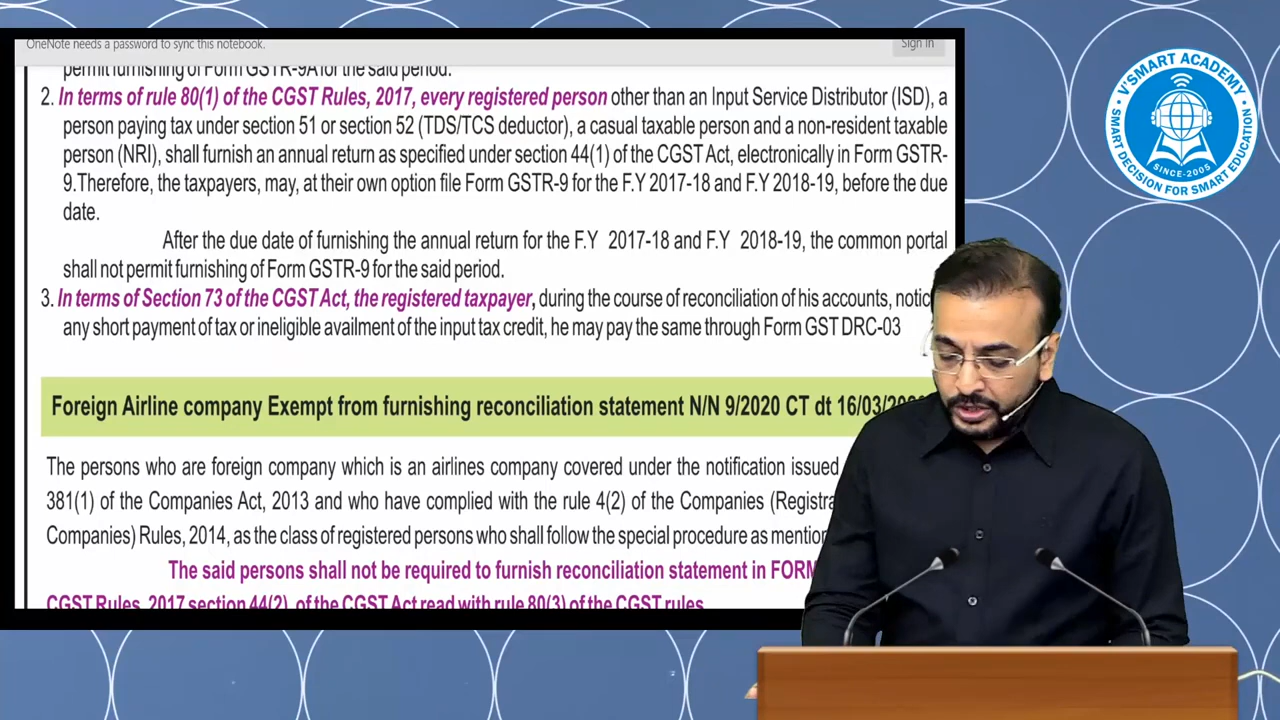 OneNote needs a password to sync this notebook.
Sign in
permit furnishing of Form GSTR-9A for the said period.
2. In terms of rule 80(1) of the CGST Rules, 2017, every registered person other than an Input Service Distributor (ISD), a
person paying tax under section 51 or section 52 (TDS/TCS deductor), a casual taxable person and a non-resident taxable
person (NRI), shall furnish an annual return as specified under section 44(1) of the CGST Act, electronically in Form GSTR-
9.Therefore, the taxpayers, may, at their own option file Form GSTR-9 for the F.Y 2017-18 and F.Y 2018-19, before the due
date.
After the due date of furnishing the annual return for the F.Y 2017-18 and F.Y 2018-19, the common portal
shall not permit furnishing of Form GSTR-9 for the said period.
3. In terms of Section 73 of the CGST Act, the registered taxpayer, during the course of reconciliation of his accounts,
any short payment of tax or ineligible availment of the input tax credit, he may pay the same through Form GST DRC-03
Foreign Airline company Exempt from furnishing reconciliation statement N/N 9/2020 CT dt 16/03/
The persons who are foreign company which is an airlines company covered under the notification issued
381(1) of the Companies Act, 2013 and who have complied with the rule 4(2) of the Companies
Companies) Rules, 2014, as the class of registered persons who shall follow the special procedure as
The said persons shall not be required to furnish reconciliation statement in FORM
CGST Rules, 2017 section 44(2) of the CGST Act read with rule 80(3) of the CGST rules
V'SMART ACADEMY
SINCE-2005
SMART DECISION FOR SMART EDUCATION